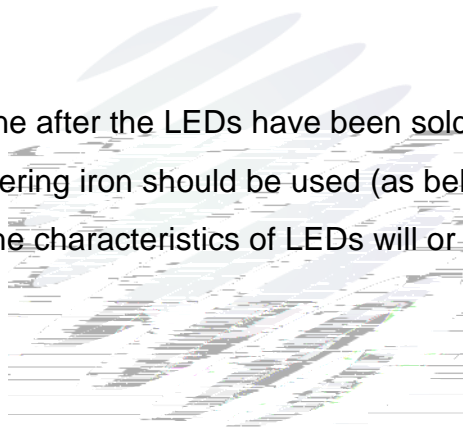 ne after the LEDs have been sold
ering iron should be used (as bel
ne characteristics of LEDs will or